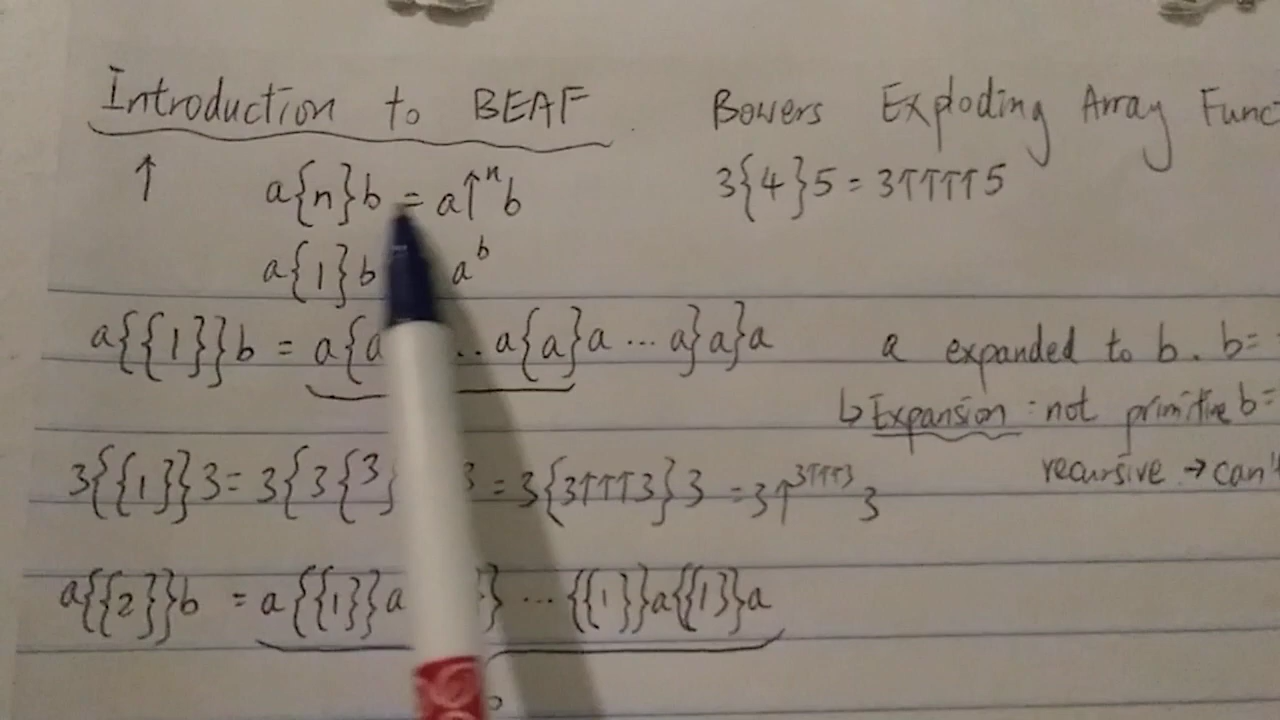 Introduction to BEAF
Bowers Exploding Array Func
↑ a{n}b = a↑ⁿb
3{4}5 = 3↑↑↑↑5
a{1}b aᵇ
a{{1}}b = a{a ..a{a}a...a}a}a
a expanded to b. b=
↳ Expansion : not primitive b=
recursive → can't
3{{1}}3 = 3{3{3} 3 = 3{3↑↑↑3}3 = 3↑³↑↑↑³3
a{{2}}b = a{{1}}a } ... {{1}}a{{1}}a